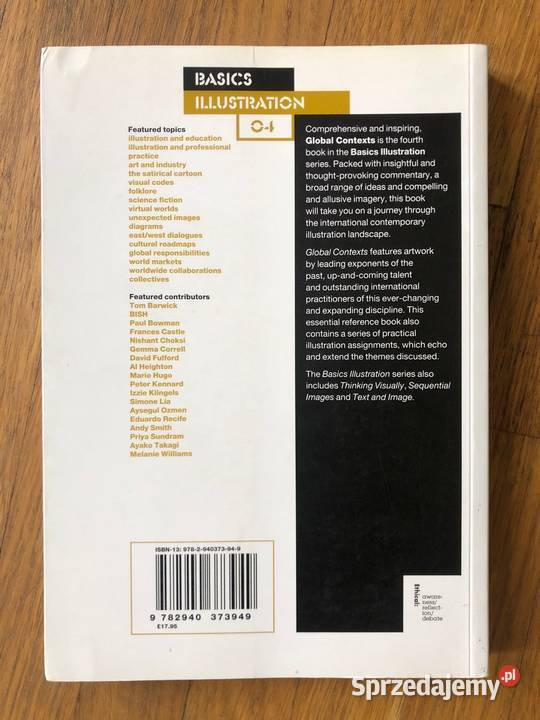 BASICS
ILLUSTRATION
04
Featured topics
illustration and education
illustration and professional
practice
art and industry
the satirical cartoon
visual codes
folklore
science fiction
virtual worlds
unexpected images
diagrams
east/west dialogues
cultural roadmaps
global responsibilities
world markets
worldwide collaborations
collectives
Featured contributors
Tom Barwick
BISH
Paul Bowman
Frances Castle
Nishant Choksi
Gemma Correll
David Fulford
Al Heighton
Marie Hugo
Peter Kennard
Izzie Klingels
Simone Lia
Aysegul Ozmen
Eduardo Recife
Andy Smith
Priya Sundram
Ayako Takagi
Melanie Williams
Comprehensive and inspiring,
Global Contexts is the fourth
book in the Basics Illustration
series. Packed with insightful and
thought-provoking commentary, a
broad range of ideas and compelling
and allusive imagery, this book
will take you on a journey through
the international contemporary
illustration landscape.
Global Contexts features artwork
by leading exponents of the
past, up-and-coming talent
and outstanding international
practitioners of this ever-changing
and expanding discipline. This
essential reference book also
contains a series of practical
illustration assignments, which echo
and extend the themes discussed.
The Basics Illustration series also
includes Thinking Visually, Sequential
Images and Text and Image.
ISBN-13: 978-2-940373-94-9
9 782940 373949
£17.95
Ethical:
aware-
ness/
reflect-
ion/
debate
Sprzedajemy.pl